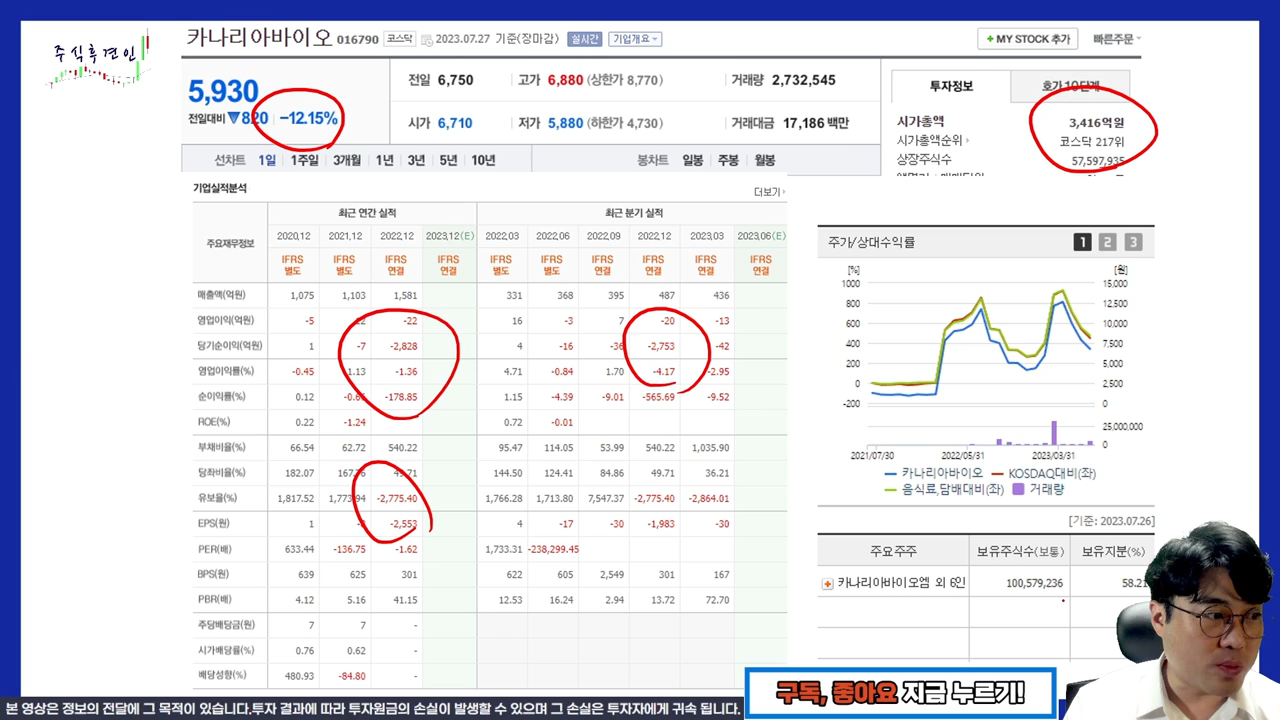 주식후견인
카나리아바이오 016790 코스닥 2023.07.27 기준(장마감) 실시간 기업개요
+ MY STOCK 추가 빠른주문
5,930
전일대비 ▼820 -12.15%
전일 6,750 고가 6,880 (상한가 8,770) 거래량 2,732,545
시가 6,710 저가 5,880 (하한가 4,730) 거래대금 17,186 백만
선차트 1일 1주일 3개월 1년 3년 5년 10년 봉차트 일봉 주봉 월봉
투자정보 호가 10단계
시가총액 3,416억원
시가총액순위 코스닥 217위
상장주식수 57,597,935
기업실적분석 더보기
주요재무정보 최근 연간 실적 최근 분기 실적
2020.12 2021.12 2022.12 2023.12(E) 2022.03 2022.06 2022.09 2022.12 2023.03 2023.06(E)
IFRS IFRS IFRS IFRS IFRS IFRS IFRS IFRS IFRS IFRS
별도 별도 연결 연결 별도 별도 연결 연결 연결 연결
매출액(억원) 1,075 1,103 1,581 331 368 395 487 436
영업이익(억원) -5 -22 16 -3 7 -20 -13
당기순이익(억원) 1 -7 -2,828 4 -16 -36 -2,753 -42
영업이익률(%) -0.45 1.13 -1.36 4.71 -0.84 1.70 -4.17 -2.95
순이익률(%) 0.12 -178.85 1.15 -4.39 -9.01 -565.69 -9.52
ROE(%) 0.22 -1.24 0.72 -0.01
부채비율(%) 66.54 62.72 540.22 95.47 114.05 53.99 540.22 1,035.90
당좌비율(%) 182.07 167.76 49.71 144.50 124.41 84.86 49.71 36.21
유보율(%) 1,817.52 1,773.94 -2,775.40 1,766.28 1,713.80 7,547.37 -2,775.40 -2,864.01
EPS(원) 1 -2,553 4 -17 -30 -1,983 -30
PER(배) 633.44 -136.75 -1.62 1,733.31 -238,299.45
BPS(원) 639 625 301 622 605 2,549 301 167
PBR(배) 4.12 5.16 41.15 12.53 16.24 2.94 13.72 72.70
주당배당금(원) 7 7 -
시가배당률(%) 0.76 0.62 -
배당성향(%) 480.93 -84.80 -
주가/상대수익률 1 2 3
[%] [원]
1000 15,000
800 12,500
600 10,000
400 7,500
200 5,000
0 2,500
-200 0
25,000,000
0
2021/07/30 2022/05/31 2023/03/31
카나리아바이오 KOSDAQ대비(좌)
음식료,담배대비(좌) 거래량
[기준: 2023.07.26]
주요주주 보유주식수(보통) 보유지분(%)
카나리아바이오엠 외 6인 100,579,236 58.21
구독, 좋아요 지금 누르기!
본 영상은 정보의 전달에 그 목적이 있습니다.투자 결과에 따라 투자원금의 손실이 발생할 수 있으며 그 손실은 투자자에게 귀속 됩니다.